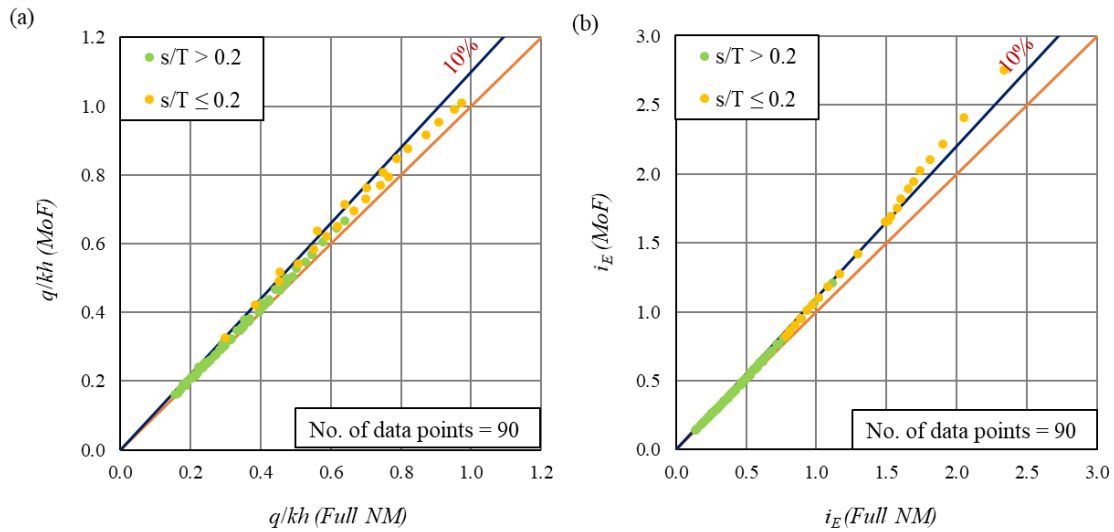 (a)
1.2
1.0
0.8
0.6
0.4
0.2
0.0
q/kh (MoF)
s/T > 0.2
s/T ≤ 0.2
10%
No. of data points = 90
0.0 0.2 0.4 0.6 0.8 1.0 1.2
q/kh (Full NM)
(b)
3.0
2.5
2.0
1.5
1.0
0.5
0.0
i_E (MoF)
s/T > 0.2
s/T ≤ 0.2
10%
No. of data points = 90
0.0 0.5 1.0 1.5 2.0 2.5 3.0
i_E (Full NM)